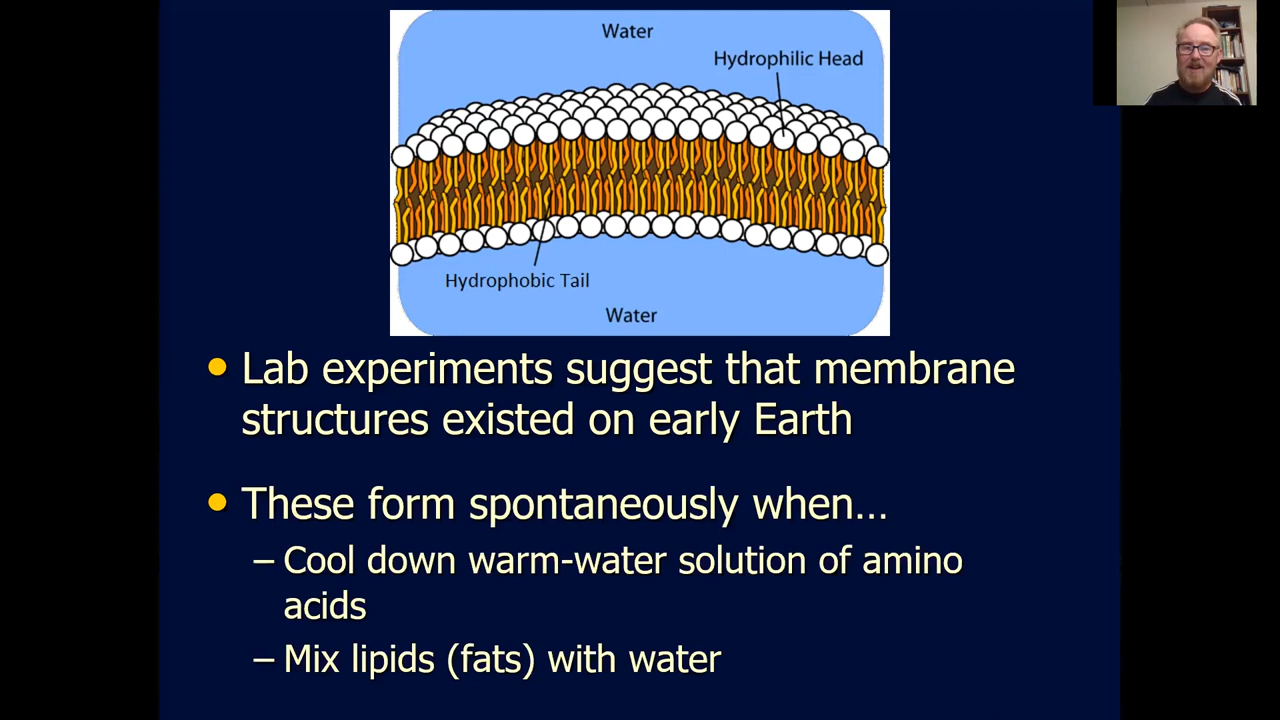 Water
Hydrophilic Head
Hydrophobic Tail
Water
• Lab experiments suggest that membrane
structures existed on early Earth
• These form spontaneously when…
– Cool down warm-water solution of amino
acids
– Mix lipids (fats) with water